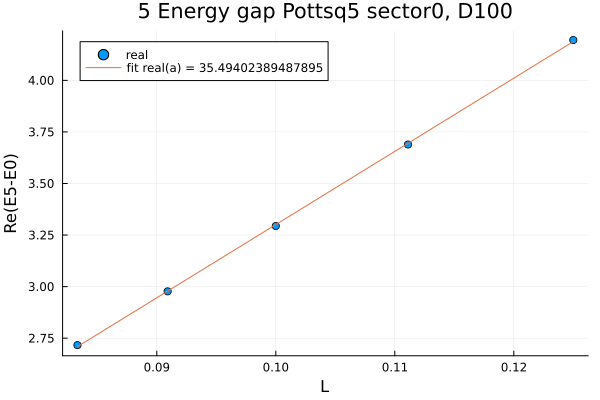 5 Energy gap Pottsq5 sector0, D100
real
fit real(a) = 35.49402389487895
Re(E5-E0)
4.00
3.75
3.50
3.25
3.00
2.75
0.09 0.10 0.11 0.12
L